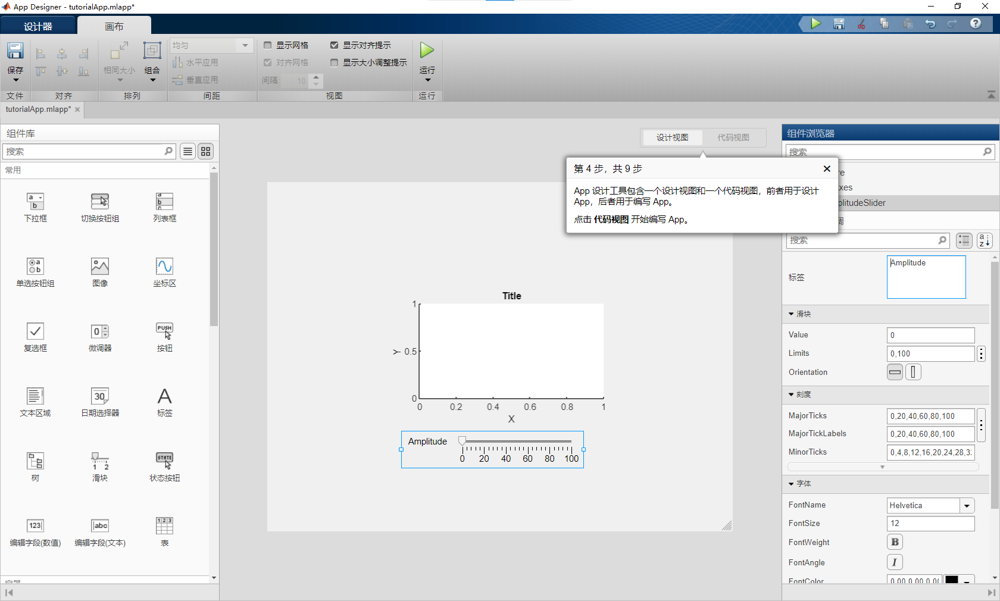 App Designer - tutorialApp.mlapp*
设计器
画布
保存
相同大小
组合
均匀
水平应用
垂直应用
显示网格
显示对齐提示
对齐网格
显示大小调整提示
间隔:
10
运行
文件
对齐
排列
间距
视图
运行
tutorialApp.mlapp*
组件库
搜索
常用
下拉框
切换按钮组
列表框
单选按钮组
图像
坐标区
复选框
微调器
按钮
文本区域
日期选择器
标签
树
滑块
状态按钮
编辑字段(数值)
编辑字段(文本)
表
设计视图
代码视图
第 4 步，共 9 步
App 设计工具包含一个设计视图和一个代码视图，前者用于设计
App，后者用于编写 App。
点击 代码视图 开始编写 App。
Title
1
0.5
0
Y
0 0.2 0.4 0.6 0.8 1
X
Amplitude
0 20 40 60 80 100
组件浏览器
搜索
re
xes
olitudeSlider
调
搜索
标签
Amplitude
滑块
Value
0
Limits
0,100
Orientation
刻度
MajorTicks
0,20,40,60,80,100
MajorTickLabels
0,20,40,60,80,100
MinorTicks
0,4,8,12,16,20,24,28,32
字体
FontName
Helvetica
FontSize
12
FontWeight
B
FontAngle
I
FontColor
0.00,0.00,0.00